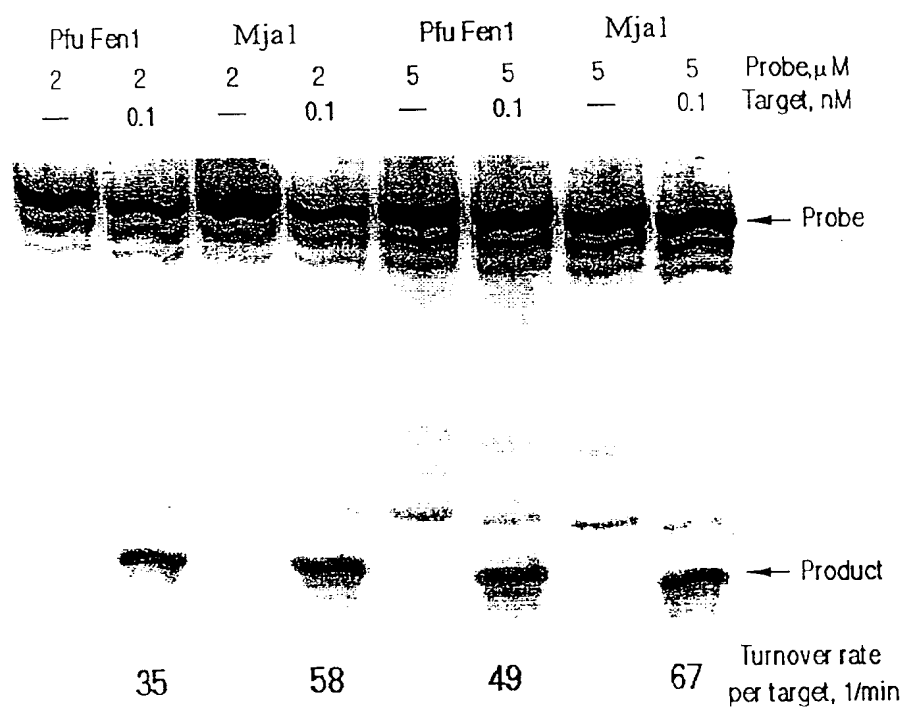 Pfu Fen1 Mja1 Pfu Fen1 Mja1
2 2 2 2 5 5 5 5 Probe,µM
— 0.1 — 0.1 — 0.1 — 0.1 Target, nM
Probe
Product
35 58 49 67 Turnover rate
per target, 1/min